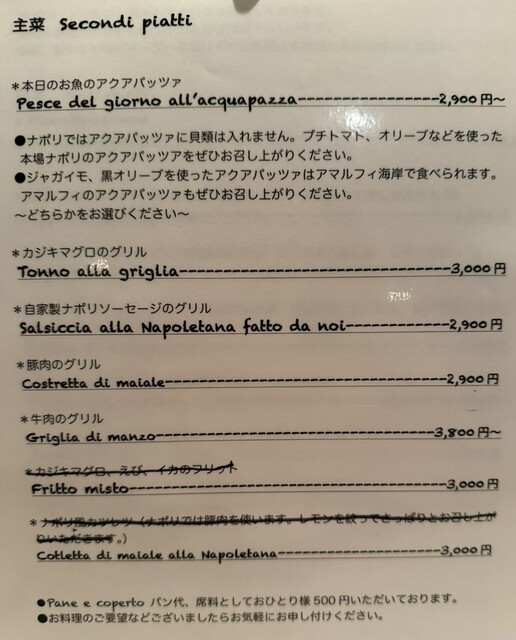 主菜 Secondi piatti
＊本日のお魚のアクアパッツァ
Pesce del giorno all'acquapazza----------------2,900円～
●ナポリではアクアパッツァに貝類は入れません。プチトマト、オリーブなどを使った
本場ナポリのアクアパッツアをぜひお召し上がりください。
●ジャガイモ、黒オリーブを使ったアクアパッツァはアマルフィ海岸で食べられます。
アマルフィのアクアパッツァもぜひお召し上がりください。
～どちらかをお選びください～
＊カジキマグロのグリル
Tonno alla griglia-------------------------------3,000円
＊自家製ナポリソーセージのグリル
Salsiccia alla Napoletana fatto da noi------------2,900円
＊豚肉のグリル
Costretta di maiale--------------------------------2,900円
＊牛肉のグリル
Griglia di manzo--------------------------------3,800円～
＊カジキマグロ、えび、イカのフリット
Fritto misto-------------------------------------3,000円
＊ナポリ風カツレツ（ナポリでは豚肉を使います。レモンを絞ってさっぱりとお召し上が
りいただきます。）
Cotletta di maiale alla Napoletana------------------3,000円
●Pane e coperto パン代、席料としておひとり様500円いただいております。
●お料理のご要望などございましたらお気軽にお申し付けください。